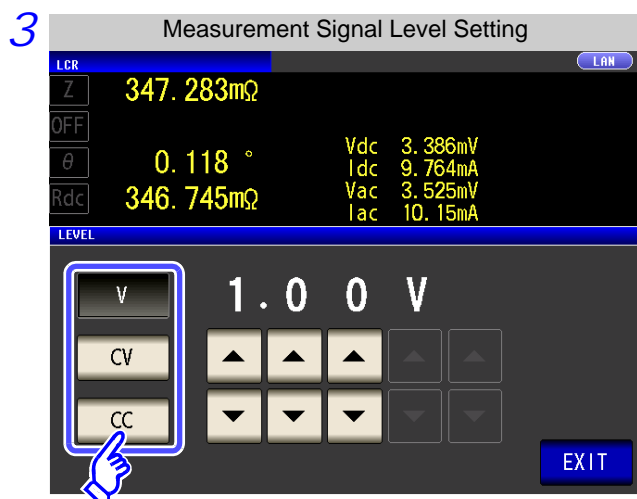 3 Measurement Signal Level Setting
LCR LAN
Z 347.283mΩ
OFF
θ 0.118 °
Rdc 346.745mΩ
Vdc 3.386mV
Idc 9.764mA
Vac 3.525mV
Iac 10.15mA
LEVEL
V 1.00 V
CV
CC
EXIT